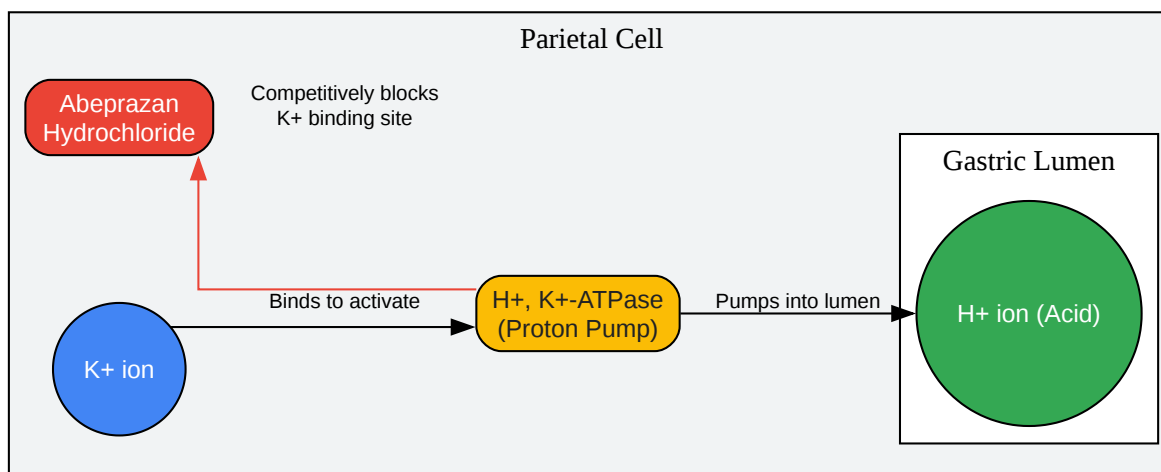 Parietal Cell
Abeprazan
Hydrochloride
Competitively blocks
K+ binding site
Gastric Lumen
Binds to activate
H+, K+-ATPase
(Proton Pump)
Pumps into lumen
H+ ion (Acid)
K+ ion